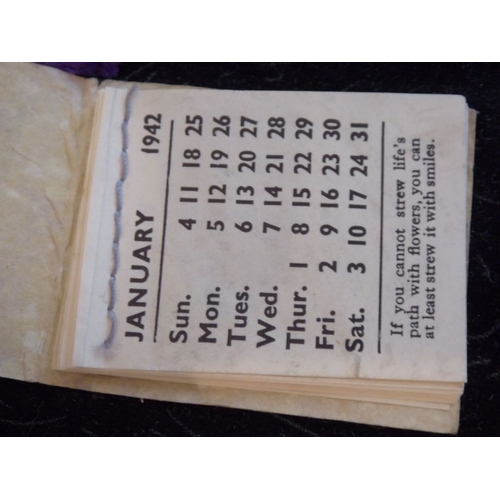 JANUARY 1942
Sun. 4 11 18 25
Mon. 5 12 19 26
Tues. 6 13 20 27
Wed. 7 14 21 28
Thur. 1 8 15 22 29
Fri. 2 9 16 23 30
Sat. 3 10 17 24 31
If you cannot strew life's
path with flowers, you can
at least strew it with smiles.